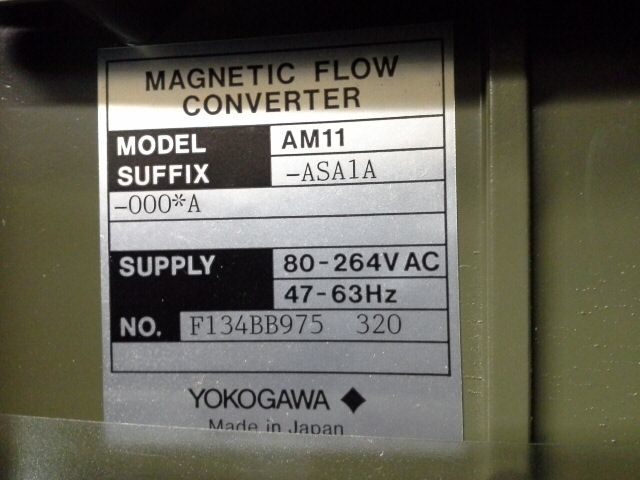 MAGNETIC FLOW
CONVERTER
MODEL AM11
SUFFIX -ASA1A
-000*A
SUPPLY 80-264V AC
47-63Hz
NO. F134BB975 320
YOKOGAWA
Made in Japan